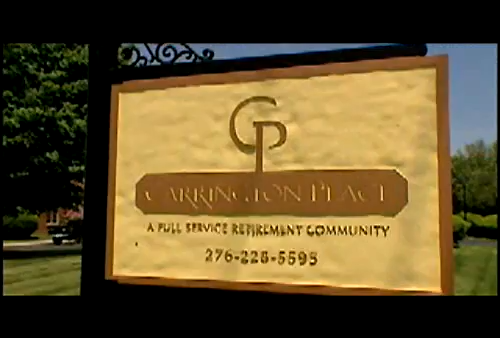 CP
CARRINGTON PLACE
A FULL SERVICE RETIREMENT COMMUNITY
276-228-5595